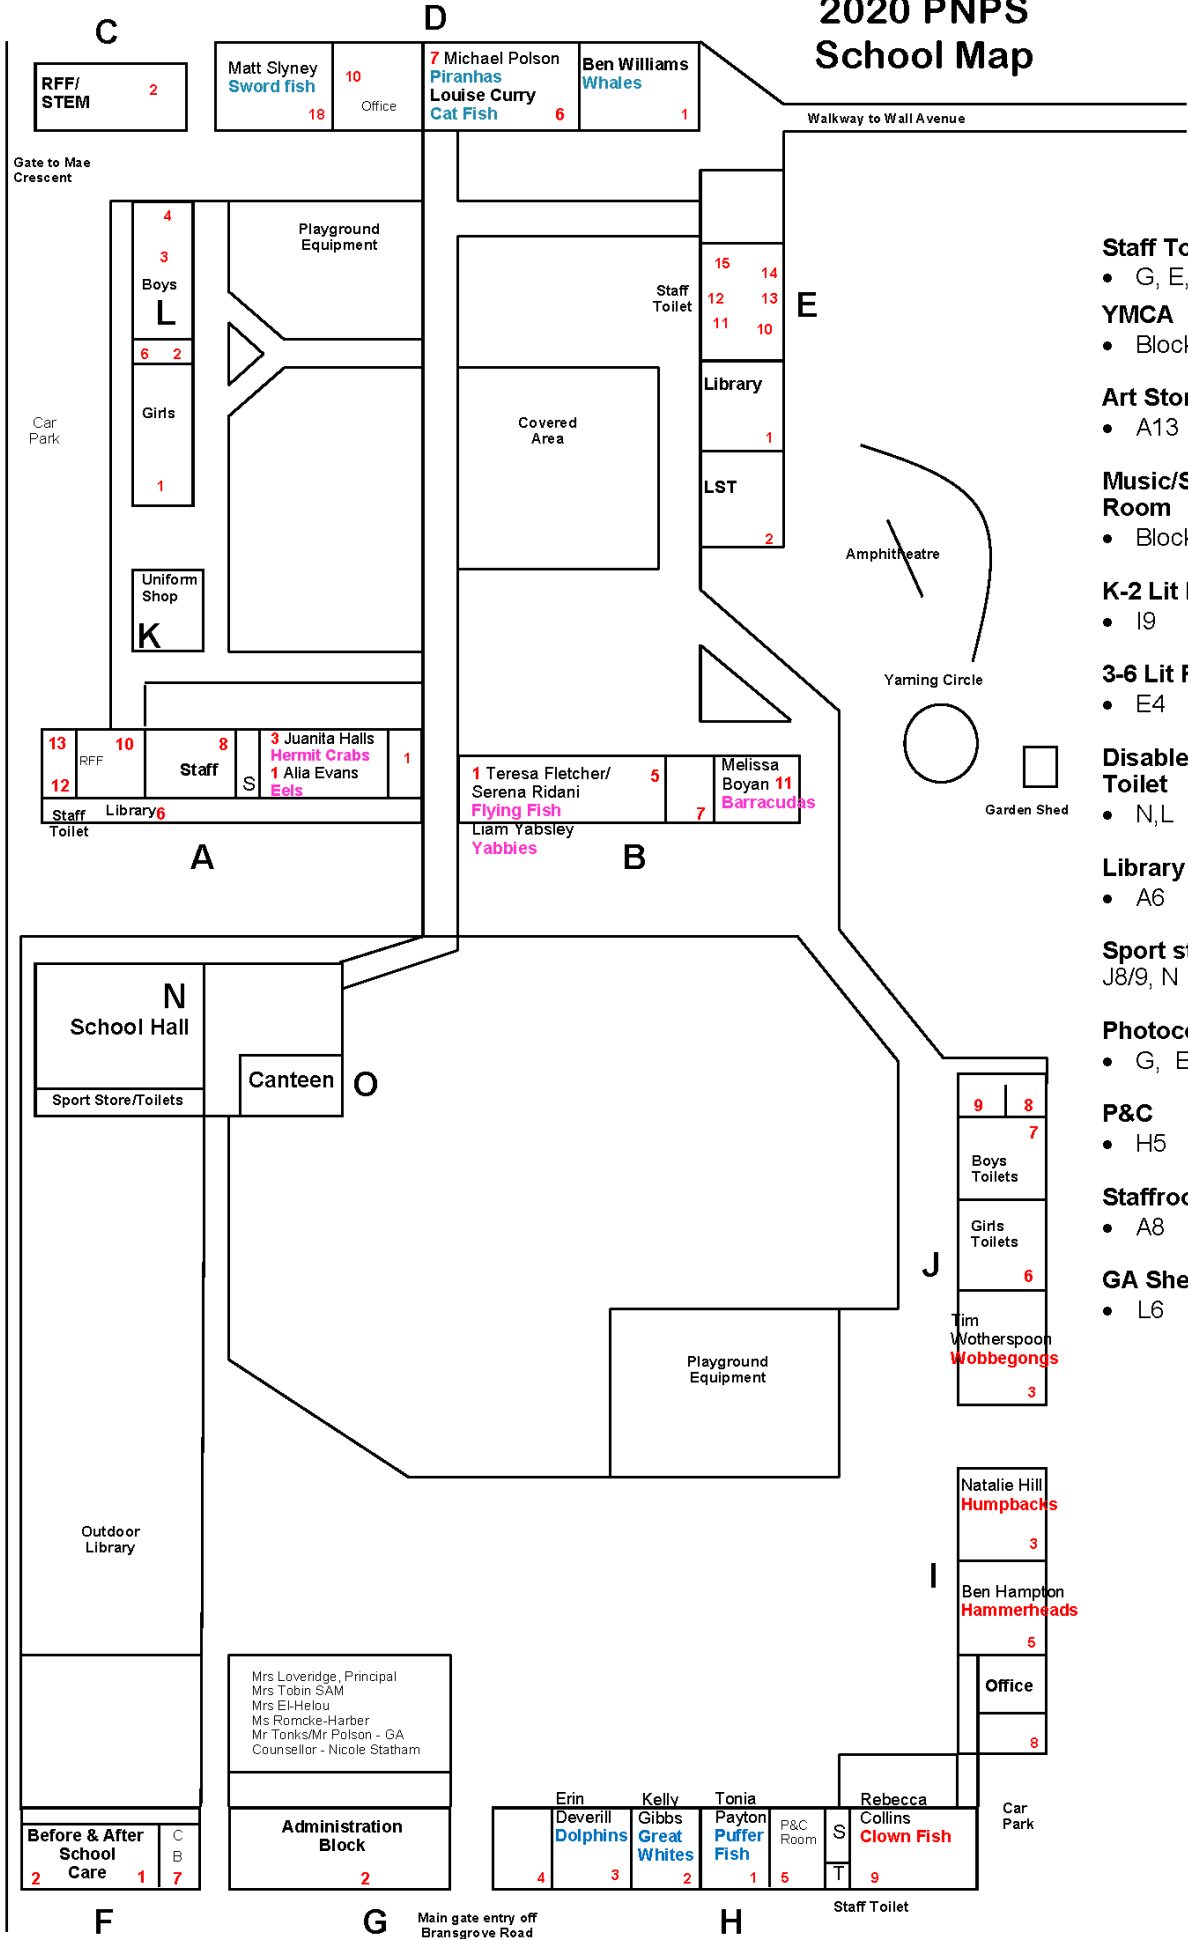 2020 PNPS
School Map
C
D
RFF/
STEM
2
Matt Slyney
Sword fish
18
10
Office
7 Michael Polson
Piranhas
Louise Curry
Cat Fish
6
Ben Williams
Whales
1
Walkway to Wall Avenue
Gate to Mae
Crescent
4
3
Boys
L
6 2
Girls
1
Playground
Equipment
Car
Park
Uniform
Shop
K
Covered
Area
Staff
Toilet
15
14
12
13
11
10
E
Library
1
LST
2
Amphitheatre
Yarning Circle
Garden Shed
13
12
RFF
10
8
Staff
S
3 Juanita Halls
Hermit Crabs
1 Alia Evans
Eels
1
Staff
Toilet
Library6
A
1 Teresa Fletcher/
Serena Ridani
Flying Fish
Liam Yabsley
Yabbies
5
7
Melissa
Boyan 11
Barracudas
B
N
School Hall
Sport Store/Toilets
Canteen
O
9
8
7
Boys
Toilets
Girls
Toilets
6
J
Tim
Wotherspoon
Wobbegongs
3
Playground
Equipment
Natalie Hill
Humpbacks
3
I
Ben Hampton
Hammerheads
5
Office
8
Outdoor
Library
Mrs Loveridge, Principal
Mrs Tobin SAM
Mrs El-Helou
Ms Romcke-Harber
Mr Tonks/Mr Polson - GA
Counsellor - Nicole Statham
Before & After
School
Care
2
1
C
B
7
F
Administration
Block
2
G
Main gate entry off
Bransgrove Road
4
Erin
Deverill
Dolphins
3
Kelly
Gibbs
Great
Whites
2
Tonia
Payton
Puffer
Fish
1
P&C
Room
5
S
T
Rebecca
Collins
Clown Fish
9
Staff Toilet
H
Car
Park
Staff To
• G, E,
YMCA
• Block
Art Stor
• A13
Music/S
Room
• Block
K-2 Lit
• I9
3-6 Lit
• E4
Disable
Toilet
• N,L
Library
• A6
Sport st
J8/9, N
Photoco
• G, E
P&C
• H5
Staffroo
• A8
GA She
• L6